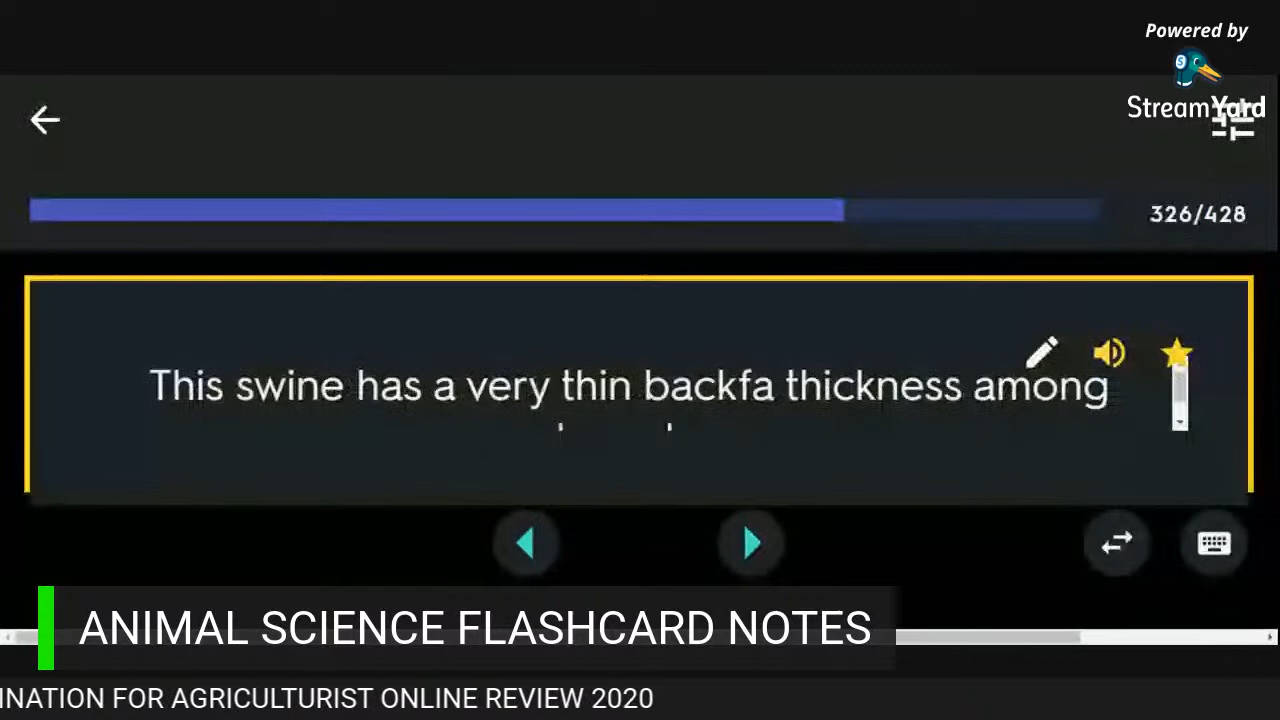 Powered by
StreamYard
326/428
This swine has a very thin backfa thickness among
ANIMAL SCIENCE FLASHCARD NOTES
INATION FOR AGRICULTURIST ONLINE REVIEW 2020